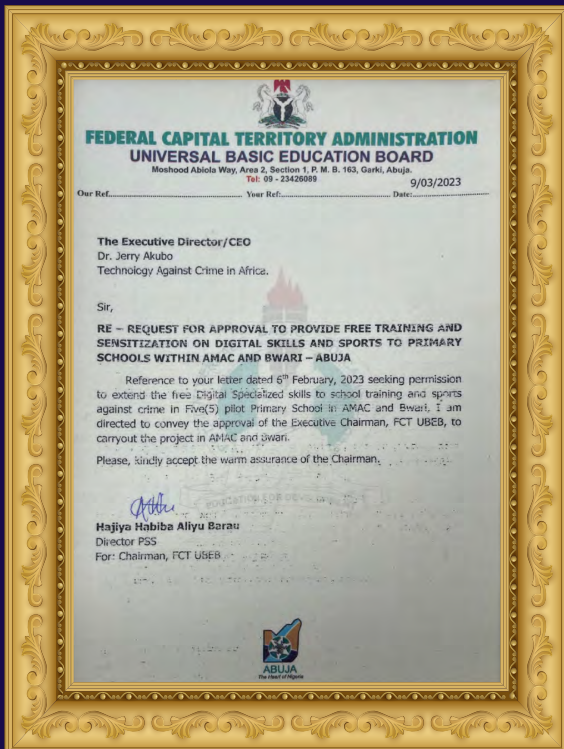 FEDERAL CAPITAL TERRITORY ADMINISTRATION
UNIVERSAL BASIC EDUCATION BOARD
Moshood Abiola Way, Area 2, Section 1, P. M. B. 163, Garki, Abuja.
Tel: 09 - 23426089
9/03/2023
Our Ref.......................... Your Ref:.......................... Date:..........................
The Executive Director/CEO
Dr. Jerry Akubo
Technology Against Crime in Africa.
Sir,
RE – REQUEST FOR APPROVAL TO PROVIDE FREE TRAINING AND
SENSITIZATION ON DIGITAL SKILLS AND SPORTS TO PRIMARY
SCHOOLS WITHIN AMAC AND BWARI – ABUJA
Reference to your letter dated 6th February, 2023 seeking permission
to extend the free Digital Specialized skills to school training and sports
against crime in Five(5) pilot Primary School in AMAC and Bwari, I am
directed to convey the approval of the Executive Chairman, FCT UBEB, to
carryout the project in AMAC and Bwari.
Please, kindly accept the warm assurance of the Chairman.
Hajiya Habiba Aliyu Barau
Director PSS
For: Chairman, FCT UBEB
ABUJA
The Heart of Nigeria